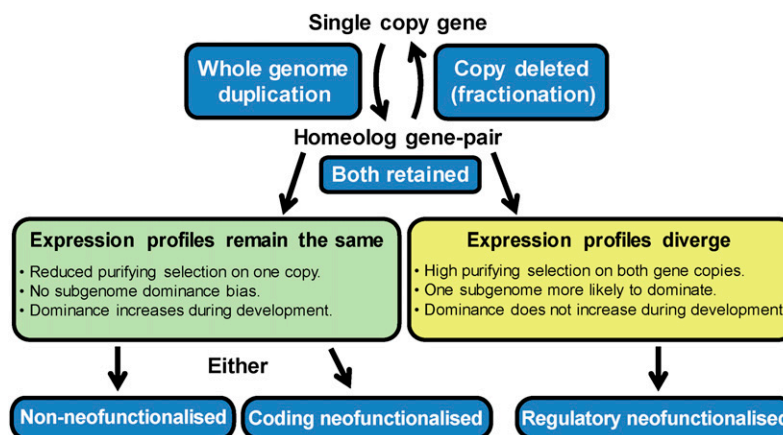 Single copy gene
Whole genome
duplication
Copy deleted
(fractionation)
Homeolog gene-pair
Both retained
Expression profiles remain the same
• Reduced purifying selection on one copy.
• No subgenome dominance bias.
• Dominance increases during development.
Expression profiles diverge
• High purifying selection on both gene copies.
• One subgenome more likely to dominate.
• Dominance does not increase during development
Either
Non-neofunctionalised
Coding neofunctionalised
Regulatory neofunctionalised